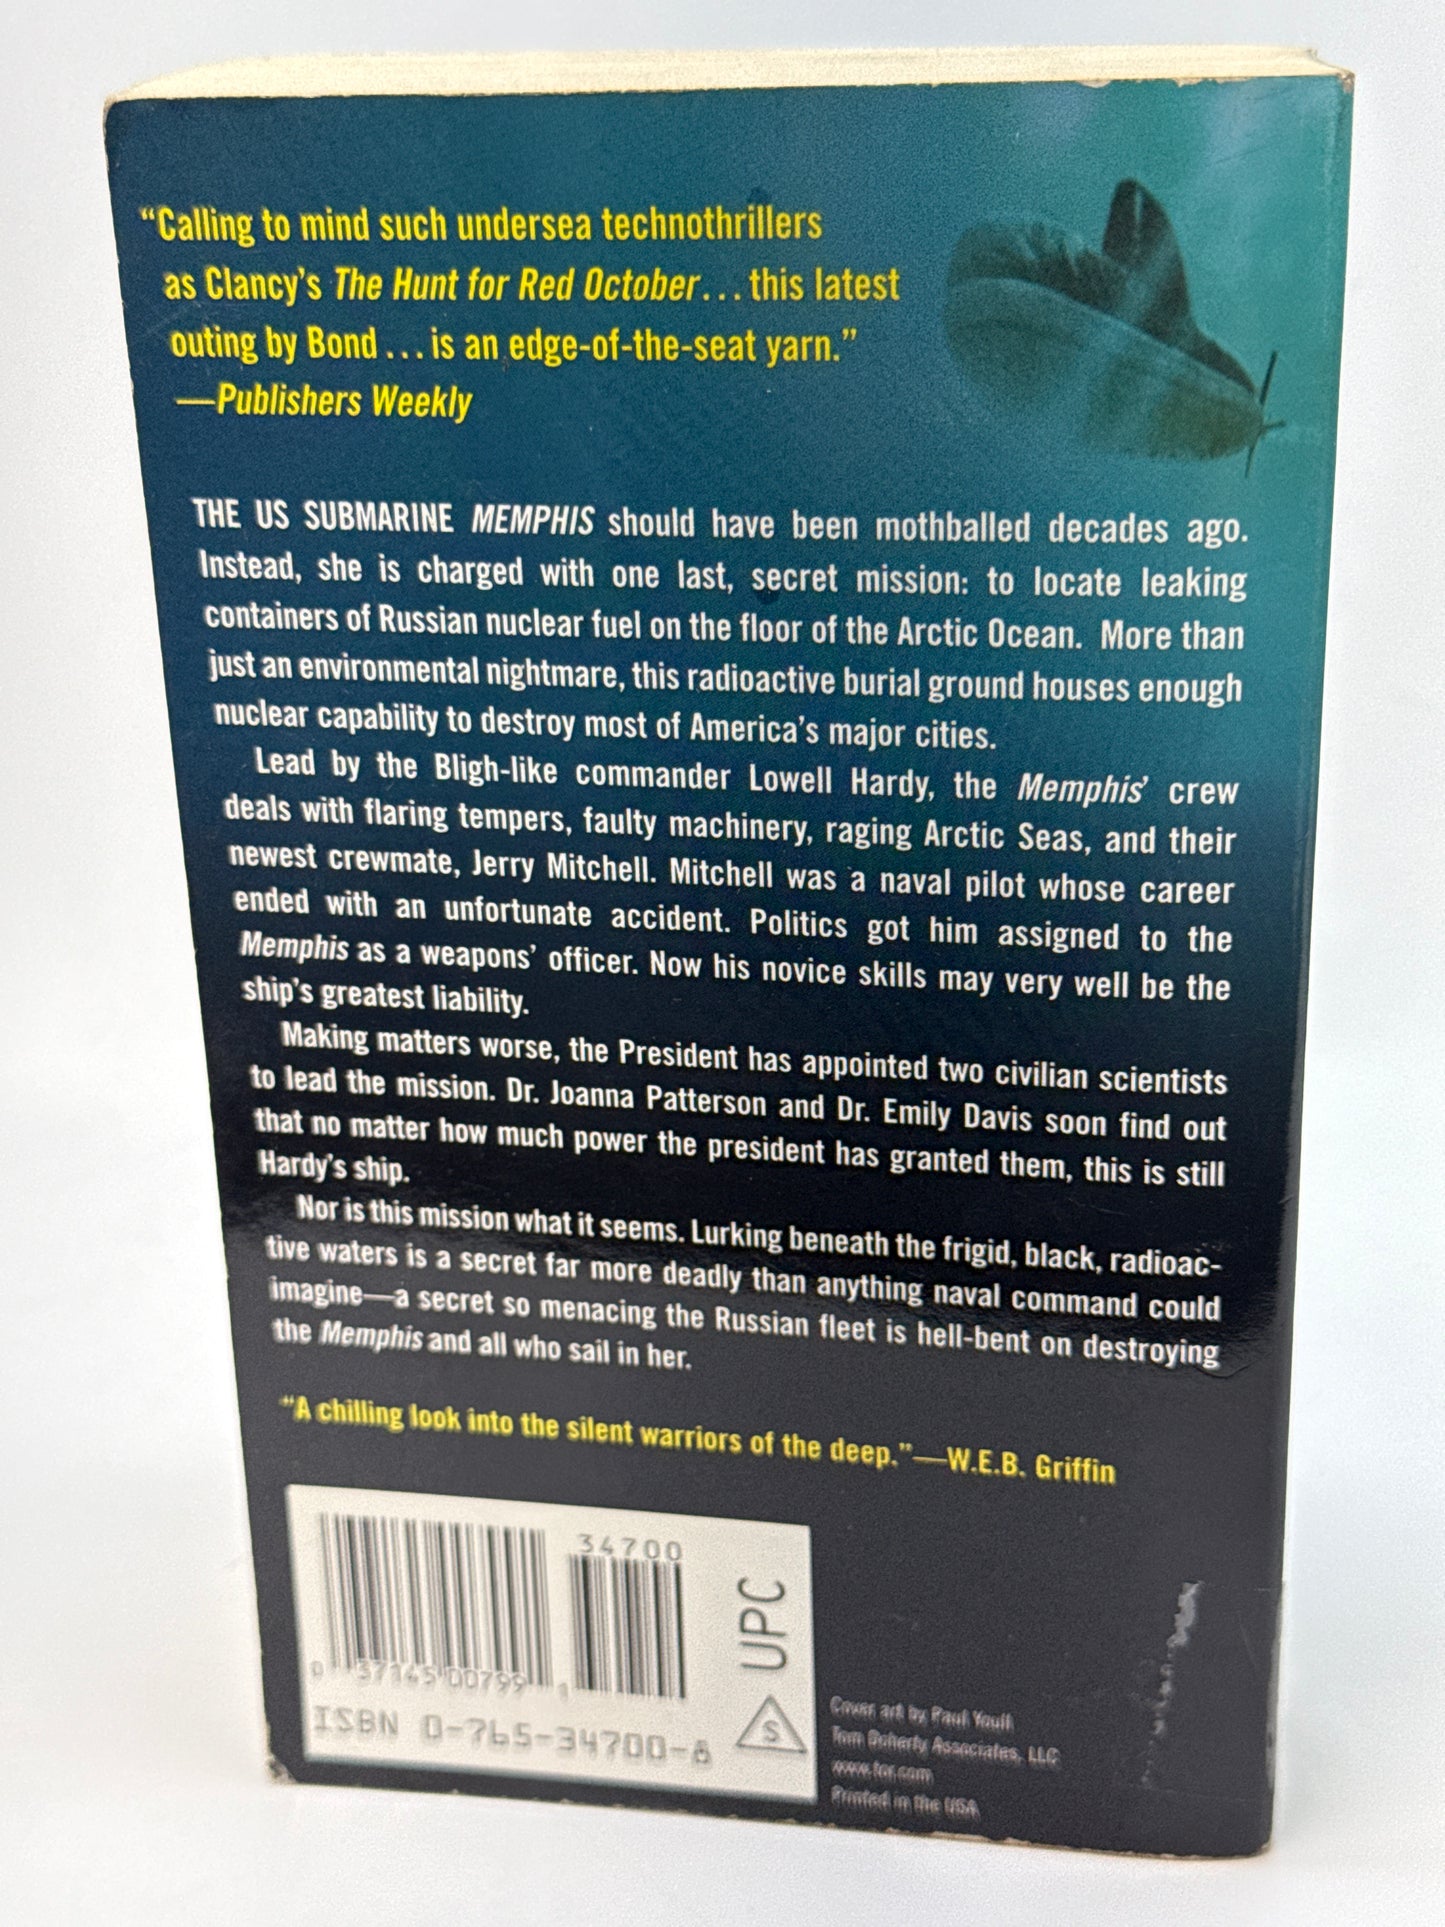 “Calling to mind such undersea technothrillers
as Clancy’s The Hunt for Red October... this latest
outing by Bond... is an edge-of-the-seat yarn.”
—Publishers Weekly
THE US SUBMARINE MEMPHIS should have been mothballed decades ago.
Instead, she is charged with one last, secret mission: to locate leaking
containers of Russian nuclear fuel on the floor of the Arctic Ocean. More than
just an environmental nightmare, this radioactive burial ground houses enough
nuclear capability to destroy most of America’s major cities.
Lead by the Bligh-like commander Lowell Hardy, the Memphis’ crew
deals with flaring tempers, faulty machinery, raging Arctic Seas, and their
newest crewmate, Jerry Mitchell. Mitchell was a naval pilot whose career
ended with an unfortunate accident. Politics got him assigned to the
Memphis as a weapons’ officer. Now his novice skills may very well be the
ship’s greatest liability.
Making matters worse, the President has appointed two civilian scientists
to lead the mission. Dr. Joanna Patterson and Dr. Emily Davis soon find out
that no matter how much power the president has granted them, this is still
Hardy’s ship.
Nor is this mission what it seems. Lurking beneath the frigid, black, radioac-
tive waters is a secret far more deadly than anything naval command could
imagine—a secret so menacing the Russian fleet is hell-bent on destroying
the Memphis and all who sail in her.
“A chilling look into the silent warriors of the deep.”—W.E.B. Griffin
34700
UPC
0 37145 00799 1
ISBN 0-765-34700-8
S
Cover art by Paul Youll
Tom Doherty Associates, LLC
www.tor.com
Printed in the USA